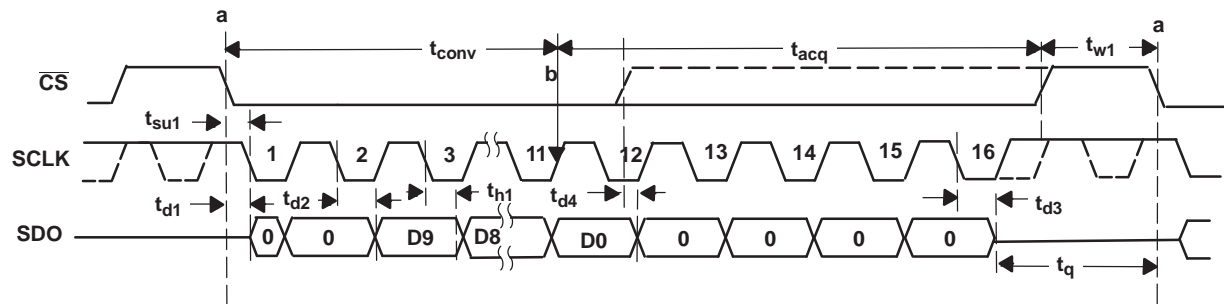 a
a
t_conv
t_acq
t_w1
CS
b
t_su1
SCLK
1
2
3
11
12
13
14
15
16
t_d1
t_d2
t_h1
t_d4
t_d3
SDO
0
0
D9
D8
D0
0
0
0
0
t_q